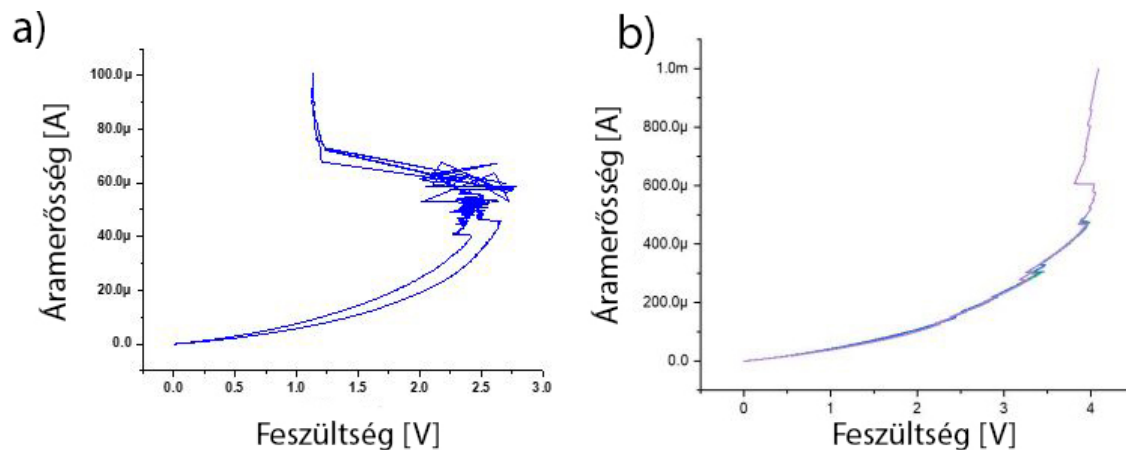 a)
Áramerősség [A]
100.0µ
80.0µ
60.0µ
40.0µ
20.0µ
0.0
0.0 0.5 1.0 1.5 2.0 2.5 3.0
Feszültség [V]
b)
Áramerősség [A]
1.0m
800.0µ
600.0µ
400.0µ
200.0µ
0.0
0 1 2 3 4
Feszültség [V]